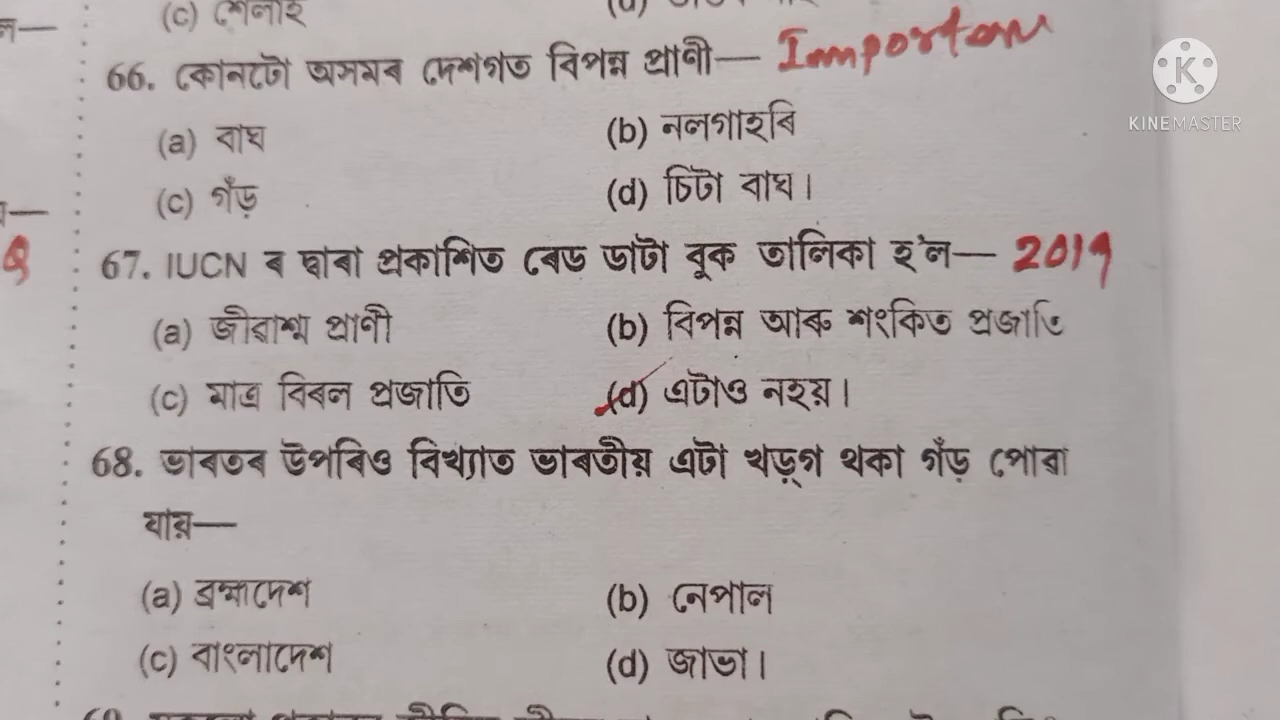 (c) শেলাই
66. কোনটো অসমৰ দেশগত বিপন্ন প্ৰাণী— Importan
KINEMASTER
(a) বাঘ (b) নলগাহৰি
(c) গঁড় (d) চিটা বাঘ।
67. IUCN ৰ দ্বাৰা প্ৰকাশিত ৰেড ডাটা বুক তালিকা হ'ল— 2019
(a) জীৱাশ্ম প্ৰাণী (b) বিপন্ন আৰু শংকিত প্ৰজাতি
(c) মাত্ৰ বিৰল প্ৰজাতি (d) এটাও নহয়।
68. ভাৰতৰ উপৰিও বিখ্যাত ভাৰতীয় এটা খড়্গ থকা গঁড় পোৱা
যায়—
(a) ব্ৰহ্মদেশ (b) নেপাল
(c) বাংলাদেশ (d) জাভা।